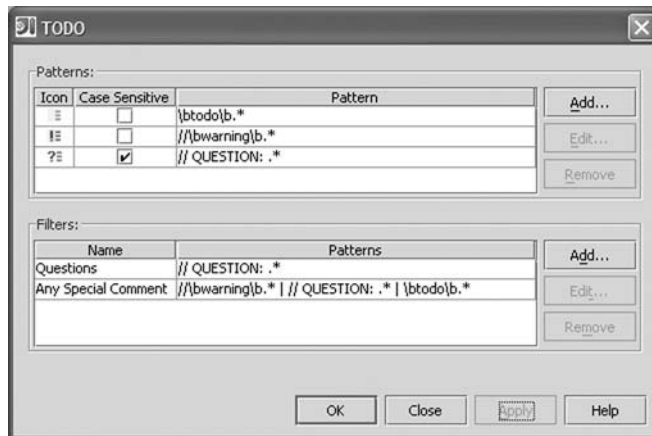 TODO
Patterns:
Icon Case Sensitive Pattern
\btodo\b.*
//\bwarning\b.*
// QUESTION: .*
Add...
Edit...
Remove
Filters:
Name Patterns
Questions // QUESTION: .*
Any Special Comment //\bwarning\b.* | // QUESTION: .* | \btodo\b.*
Add...
Edit...
Remove
OK Close Apply Help